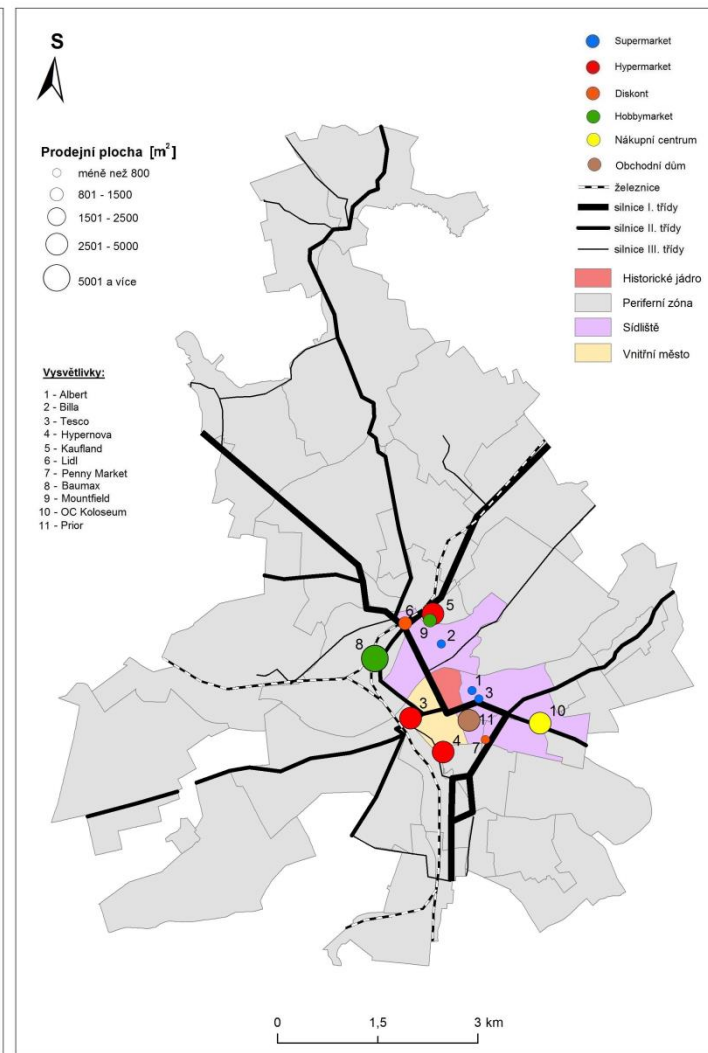 S
Prodejní plocha [m²]
méně než 800
801 - 1500
1501 - 2500
2501 - 5000
5001 a více
Vysvětlivky:
1 - Albert
2 - Billa
3 - Tesco
4 - Hypernova
5 - Kaufland
6 - Lidl
7 - Penny Market
8 - Baumax
9 - Mountfield
10 - OC Koloseum
11 - Prior
Supermarket
Hypermarket
Diskont
Hobbymarket
Nákupní centrum
Obchodní dům
železnice
silnice I. třídy
silnice II. třídy
silnice III. třídy
Historické jádro
Periferní zóna
Sídliště
Vnitřní město
5
6
9
2
8
1
3
10
3
11
4
7
0 1,5 3 km